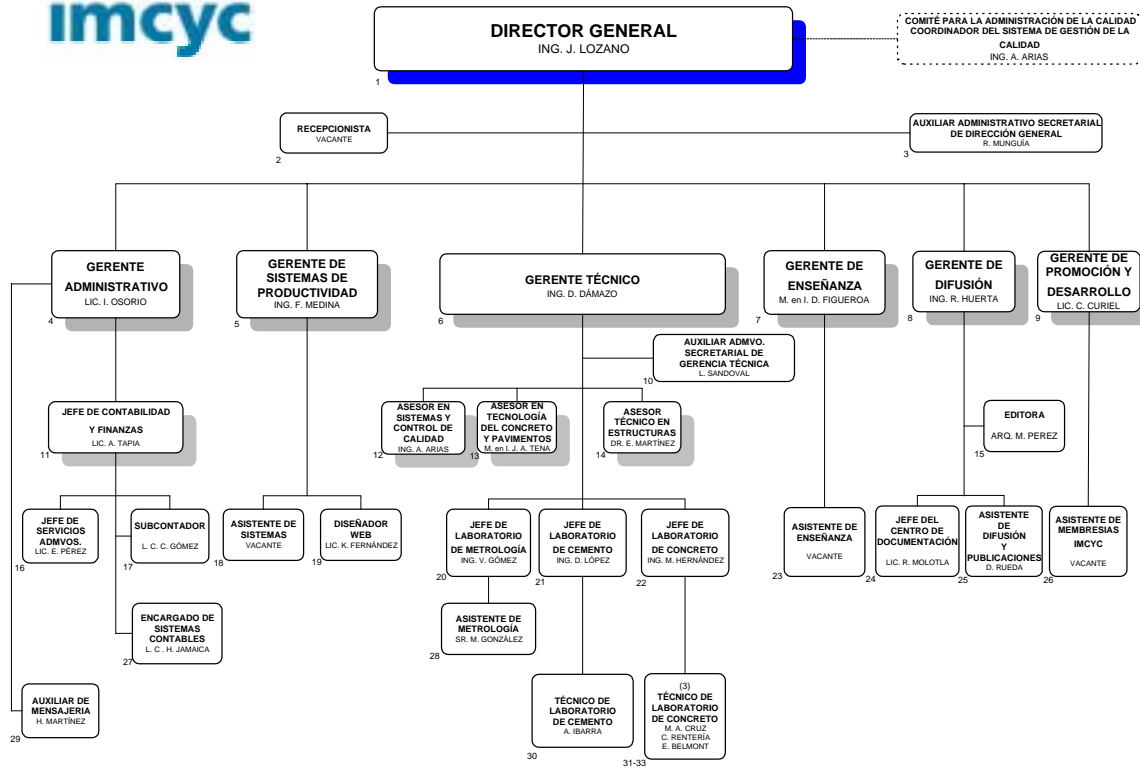 imcyc
DIRECTOR GENERAL
ING. J. LOZANO
1
COMITÉ PARA LA ADMINISTRACIÓN DE LA CALIDAD
COORDINADOR DEL SISTEMA DE GESTIÓN DE LA
CALIDAD
ING. A. ARIAS
RECEPCIONISTA
VACANTE
2
AUXILIAR ADMINISTRATIVO SECRETARIAL
DE DIRECCIÓN GENERAL
R. MUNGUÍA
3
GERENTE
ADMINISTRATIVO
LIC. I. OSORIO
4
GERENTE DE
SISTEMAS DE
PRODUCTIVIDAD
ING. F. MEDINA
5
GERENTE TÉCNICO
ING. D. DÁMAZO
6
GERENTE DE
ENSEÑANZA
M. en I. D. FIGUEROA
7
GERENTE DE
DIFUSIÓN
ING. R. HUERTA
8
GERENTE DE
PROMOCIÓN Y
DESARROLLO
LIC. C. CURIEL
9
AUXILIAR ADMVO.
SECRETARIAL DE
GERENCIA TÉCNICA
L. SANDOVAL
10
JEFE DE CONTABILIDAD
Y FINANZAS
LIC. A. TAPIA
11
ASESOR EN
SISTEMAS Y
CONTROL DE
CALIDAD
ING. A. ARIAS
12
ASESOR EN
TECNOLOGÍA
DEL CONCRETO
Y PAVIMENTOS
M. en I. J. A. TENA
13
ASESOR
TÉCNICO EN
ESTRUCTURAS
DR. E. MARTÍNEZ
14
EDITORA
ARQ. M. PEREZ
15
JEFE DE
SERVICIOS
ADMVOS.
LIC. E. PÉREZ
16
SUBCONTADOR
L. C. C. GÓMEZ
17
ASISTENTE DE
SISTEMAS
VACANTE
18
DISEÑADOR
WEB
LIC. K. FERNÁNDEZ
19
JEFE DE
LABORATORIO
DE METROLOGÍA
ING. V. GÓMEZ
20
JEFE DE
LABORATORIO
DE CEMENTO
ING. D. LÓPEZ
21
JEFE DE
LABORATORIO
DE CONCRETO
ING. M. HERNÁNDEZ
22
ASISTENTE DE
ENSEÑANZA
VACANTE
23
JEFE DEL
CENTRO DE
DOCUMENTACIÓN
LIC. R. MOLOTLA
24
ASISTENTE
DE
DIFUSIÓN
Y
PUBLICACIONES
D. RUEDA
25
ASISTENTE DE
MEMBRESIAS
IMCYC
VACANTE
26
ENCARGADO DE
SISTEMAS
CONTABLES
L. C . H. JAMAICA
27
ASISTENTE DE
METROLOGÍA
SR. M. GONZÁLEZ
28
AUXILIAR DE
MENSAJERIA
H. MARTÍNEZ
29
TÉCNICO DE
LABORATORIO
DE CEMENTO
A. IBARRA
30
(3)
TÉCNICO DE
LABORATORIO
DE CONCRETO
M. A. CRUZ
C. RENTERÍA
E. BELMONT
31-33